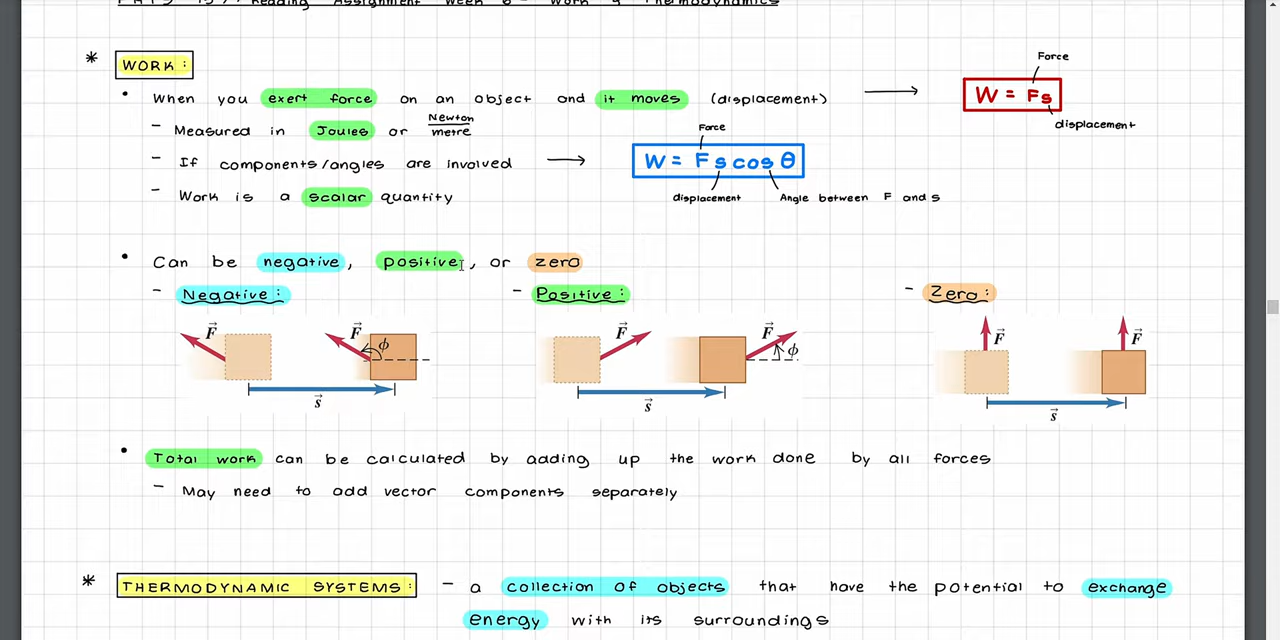 Reading Assignment Week 6 - Work & Thermodynamics
* WORK:
• When you exert force on an object and it moves (displacement) → W = Fs
Force
displacement
- Measured in Joules or Newton metre
- If components/angles are involved → W = F s cos θ
Force
displacement
Angle between F and s
- Work is a scalar quantity
• Can be negative, positive, or zero
- Negative:
- Positive:
- Zero:
F⃗ F⃗ ϕ s⃗
F⃗ F⃗ ϕ s⃗
F⃗ F⃗ s⃗
• Total work can be calculated by adding up the work done by all forces
- May need to add vector components separately
* THERMODYNAMIC SYSTEMS: - a collection of objects that have the potential to exchange
energy with its surroundings